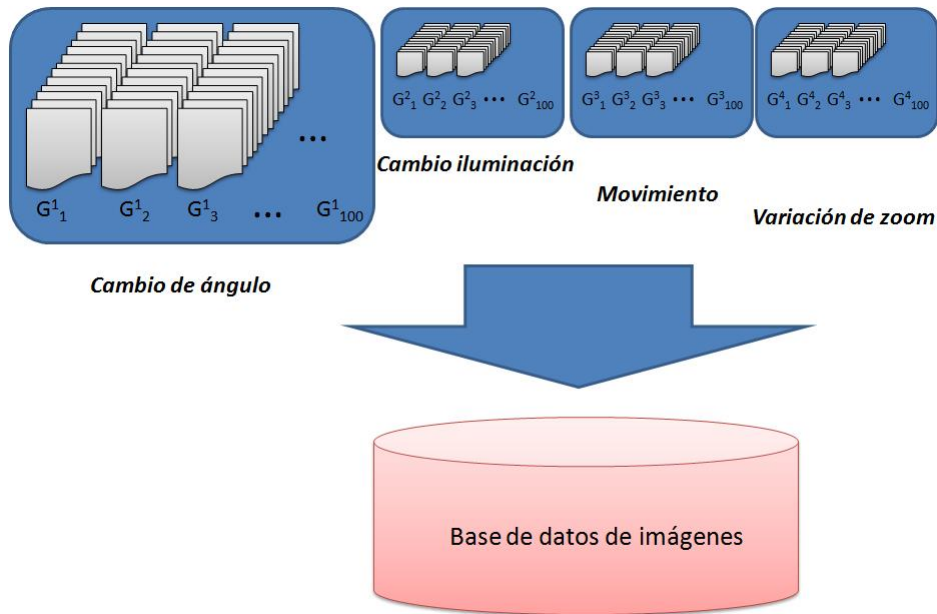 G¹₁ G¹₂ G¹₃ ... G¹₁₀₀
Cambio de ángulo
G²₁ G²₂ G²₃ ... G²₁₀₀
Cambio iluminación
G³₁ G³₂ G³₃ ... G³₁₀₀
Movimiento
G⁴₁ G⁴₂ G⁴₃ ... G⁴₁₀₀
Variación de zoom
Base de datos de imágenes